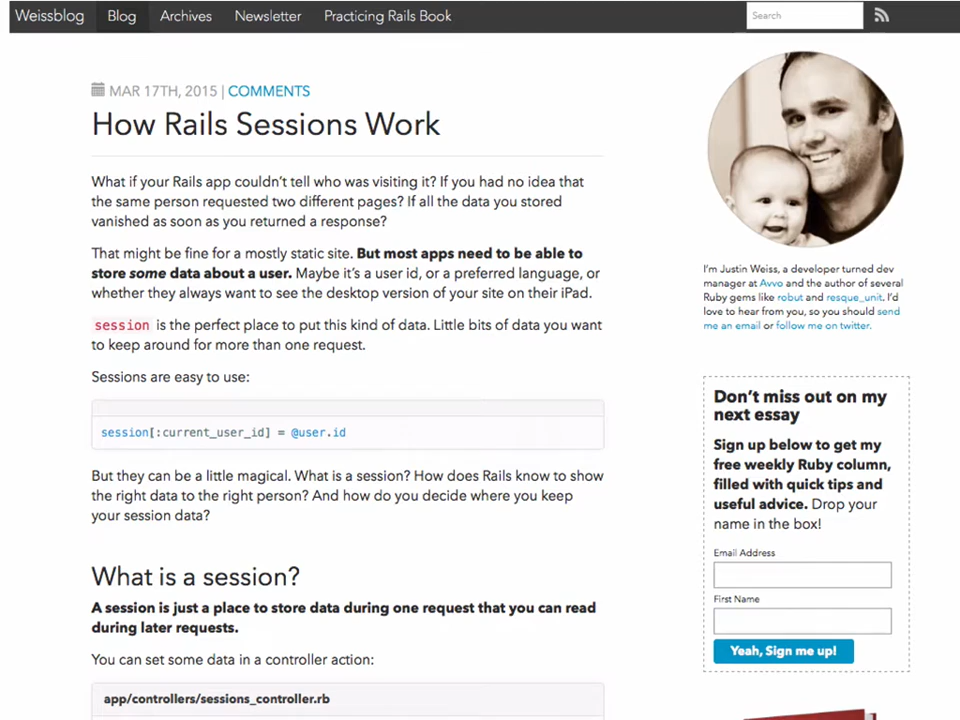 Weissblog Blog Archives Newsletter Practicing Rails Book Search
MAR 17TH, 2015 | COMMENTS
How Rails Sessions Work
What if your Rails app couldn’t tell who was visiting it? If you had no idea that
the same person requested two different pages? If all the data you stored
vanished as soon as you returned a response?
That might be fine for a mostly static site. But most apps need to be able to
store some data about a user. Maybe it’s a user id, or a preferred language, or
whether they always want to see the desktop version of your site on their iPad.
session is the perfect place to put this kind of data. Little bits of data you want
to keep around for more than one request.
Sessions are easy to use:
session[:current_user_id] = @user.id
But they can be a little magical. What is a session? How does Rails know to show
the right data to the right person? And how do you decide where you keep
your session data?
What is a session?
A session is just a place to store data during one request that you can read
during later requests.
You can set some data in a controller action:
app/controllers/sessions_controller.rb
I’m Justin Weiss, a developer turned dev
manager at Avvo and the author of several
Ruby gems like robut and resque_unit. I’d
love to hear from you, so you should send
me an email or follow me on twitter.
Don’t miss out on my
next essay
Sign up below to get my
free weekly Ruby column,
filled with quick tips and
useful advice. Drop your
name in the box!
Email Address
First Name
Yeah, Sign me up!